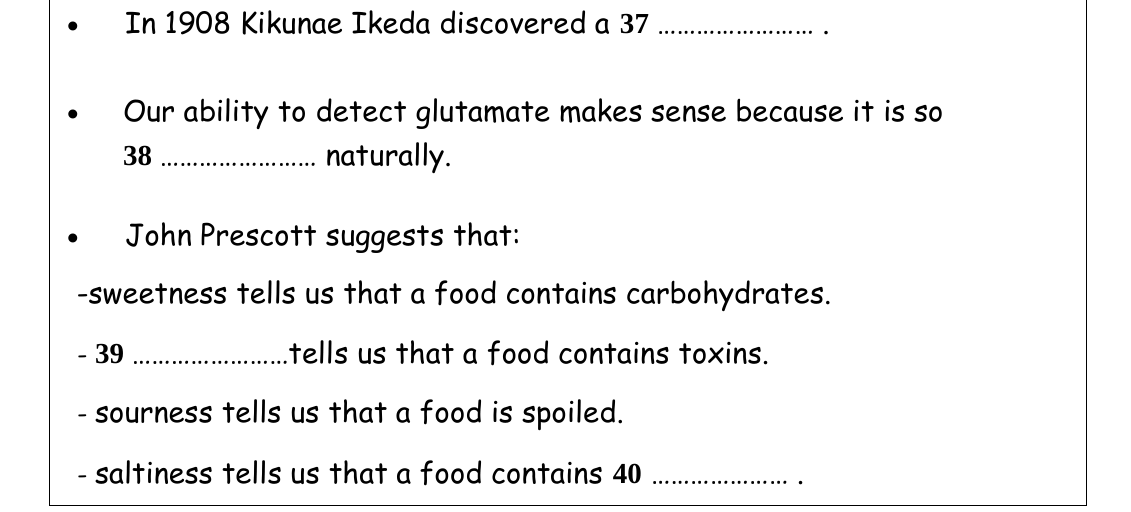 • In 1908 Kikunae Ikeda discovered a 37 ........................ .
• Our ability to detect glutamate makes sense because it is so
38 ........................ naturally.
• John Prescott suggests that:
-sweetness tells us that a food contains carbohydrates.
- 39 ........................tells us that a food contains toxins.
- sourness tells us that a food is spoiled.
- saltiness tells us that a food contains 40 ..................... .